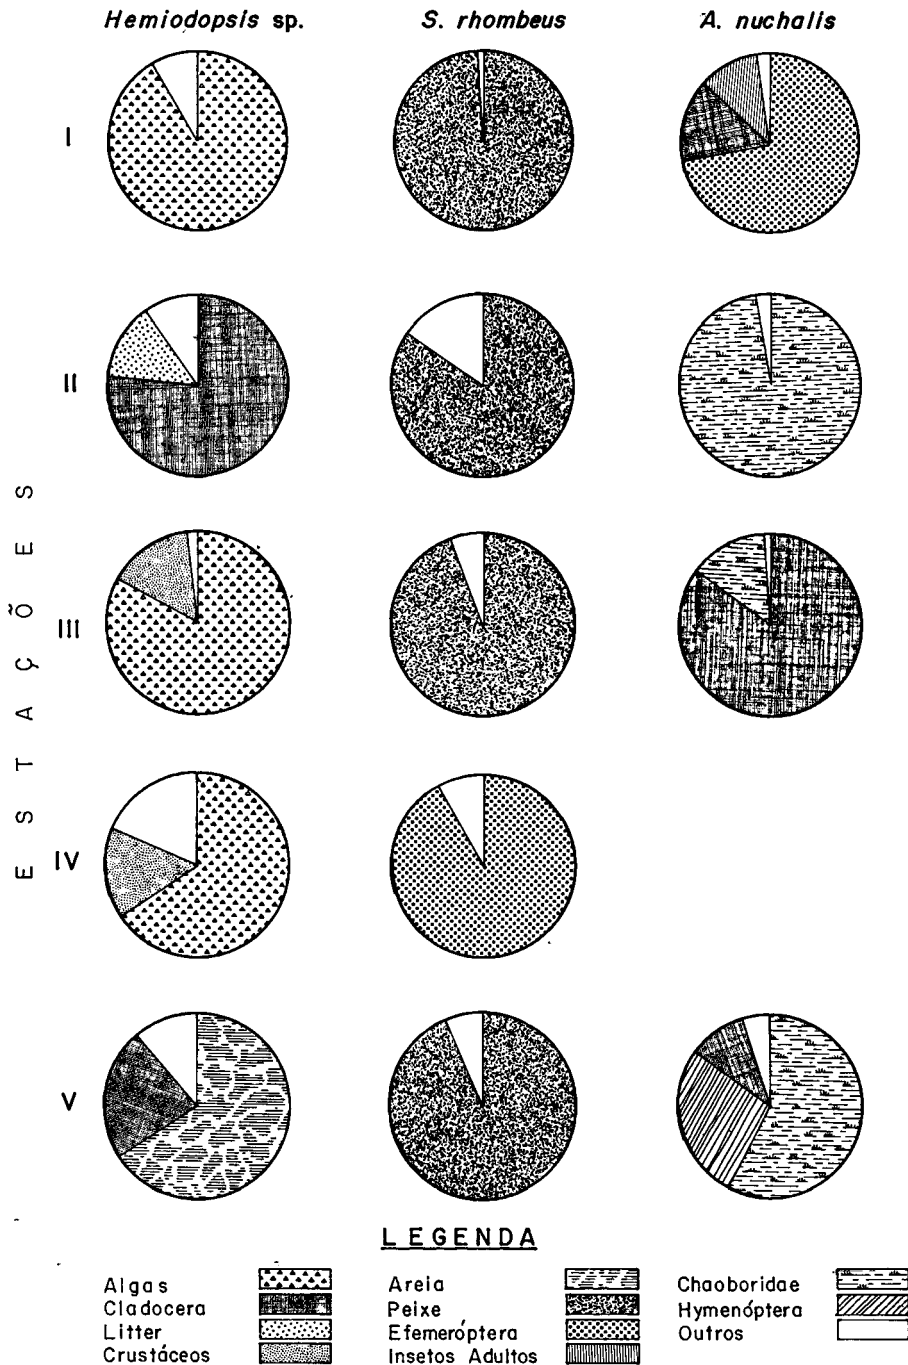 Hemiodopsis sp. S. rhombeus A. nuchalis
I
II
III
IV
V
ESTAÇÕES
LEGENDA
Algas Areia Chaoboridae
Cladocera Peixe Hymenóptera
Litter Efemeróptera Outros
Crustáceos Insetos Adultos